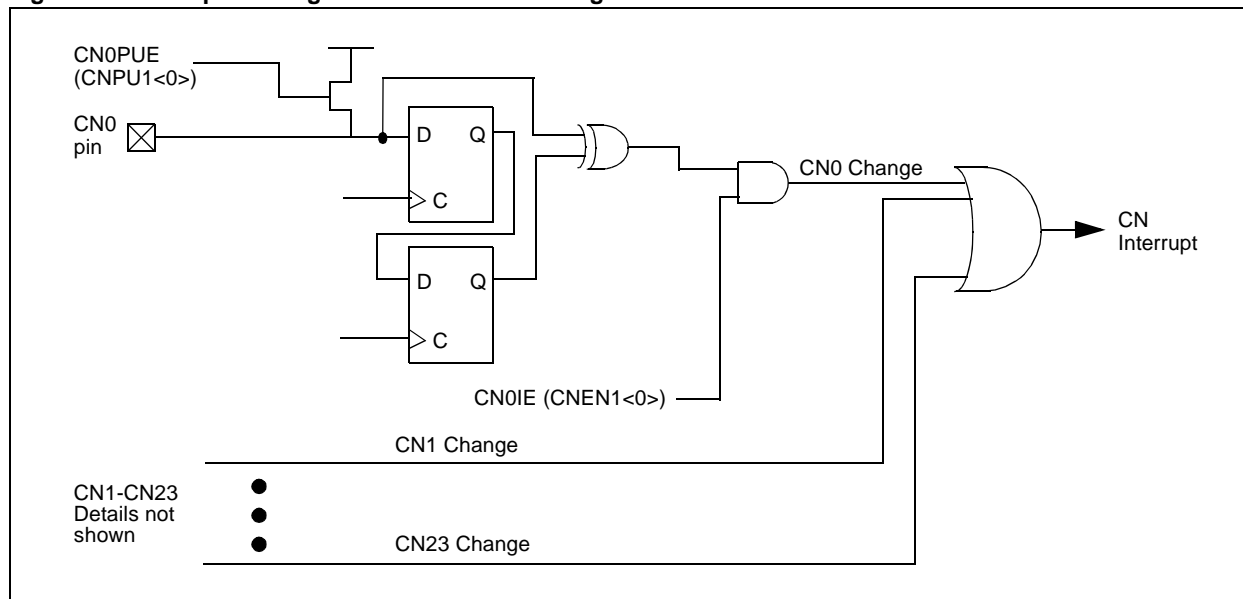 CN0PUE
(CNPU1<0>)
CN0
pin
D Q
C
CN0 Change
CN
Interrupt
D Q
C
CN0IE (CNEN1<0>)
CN1 Change
CN1-CN23
Details not
shown
CN23 Change